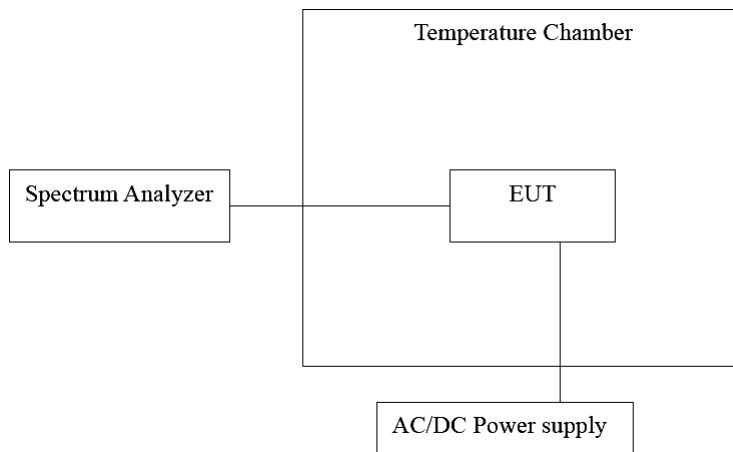 Temperature Chamber
Spectrum Analyzer
EUT
AC/DC Power supply